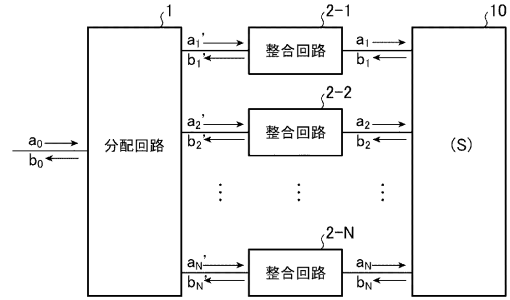 1
2-1
10
a₁'
b₁'
整合回路
a₁
b₁
2-2
a₂'
b₂'
整合回路
a₂
b₂
a₀
b₀
分配回路
(S)
2-N
aN'
bN'
整合回路
aN
bN